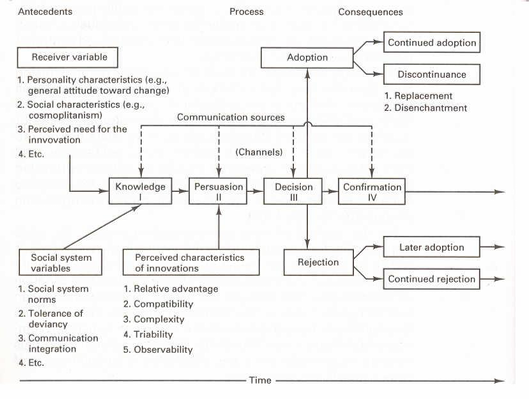 Antecedents
Process
Consequences
Receiver variable
1. Personality characteristics (e.g.,
general attitude toward change)
2. Social characteristics (e.g.,
cosmoplitanism)
3. Perceived need for the
innvovation
4. Etc.
Adoption
Continued adoption
Discontinuance
1. Replacement
2. Disenchantment
Communication sources
(Channels)
Knowledge
I
Persuasion
II
Decision
III
Confirmation
IV
Social system
variables
1. Social system
norms
2. Tolerance of
deviancy
3. Communication
integration
4. Etc.
Perceived characteristics
of innovations
1. Relative advantage
2. Compatibility
3. Complexity
4. Triability
5. Observability
Rejection
Later adoption
Continued rejection
Time